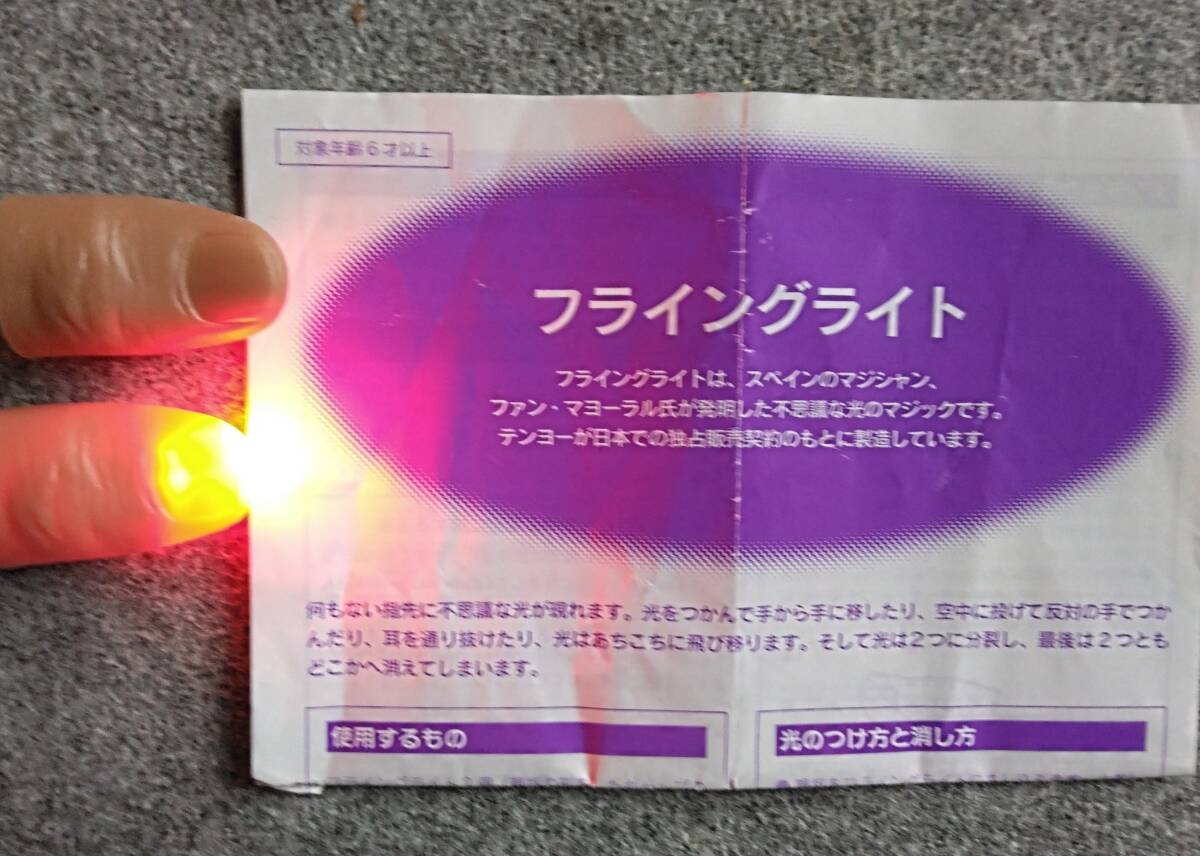 対象年齢6才以上
フライングライト
フライングライトは、スペインのマジシャン、
ファン・マヨーラル氏が発明した不思議な光のマジックです。
テンヨーが日本での独占販売契約のもとに製造しています。
何もない指先に不思議な光が現れます。光をつかんで手から手に移したり、空中に投げて反対の手でつか
んだり、耳を通り抜けたり、光はあちこちに飛び移ります。そして光は2つに分裂し、最後は2つとも
どこかへ消えてしまいます。
使用するもの
光のつけ方と消し方